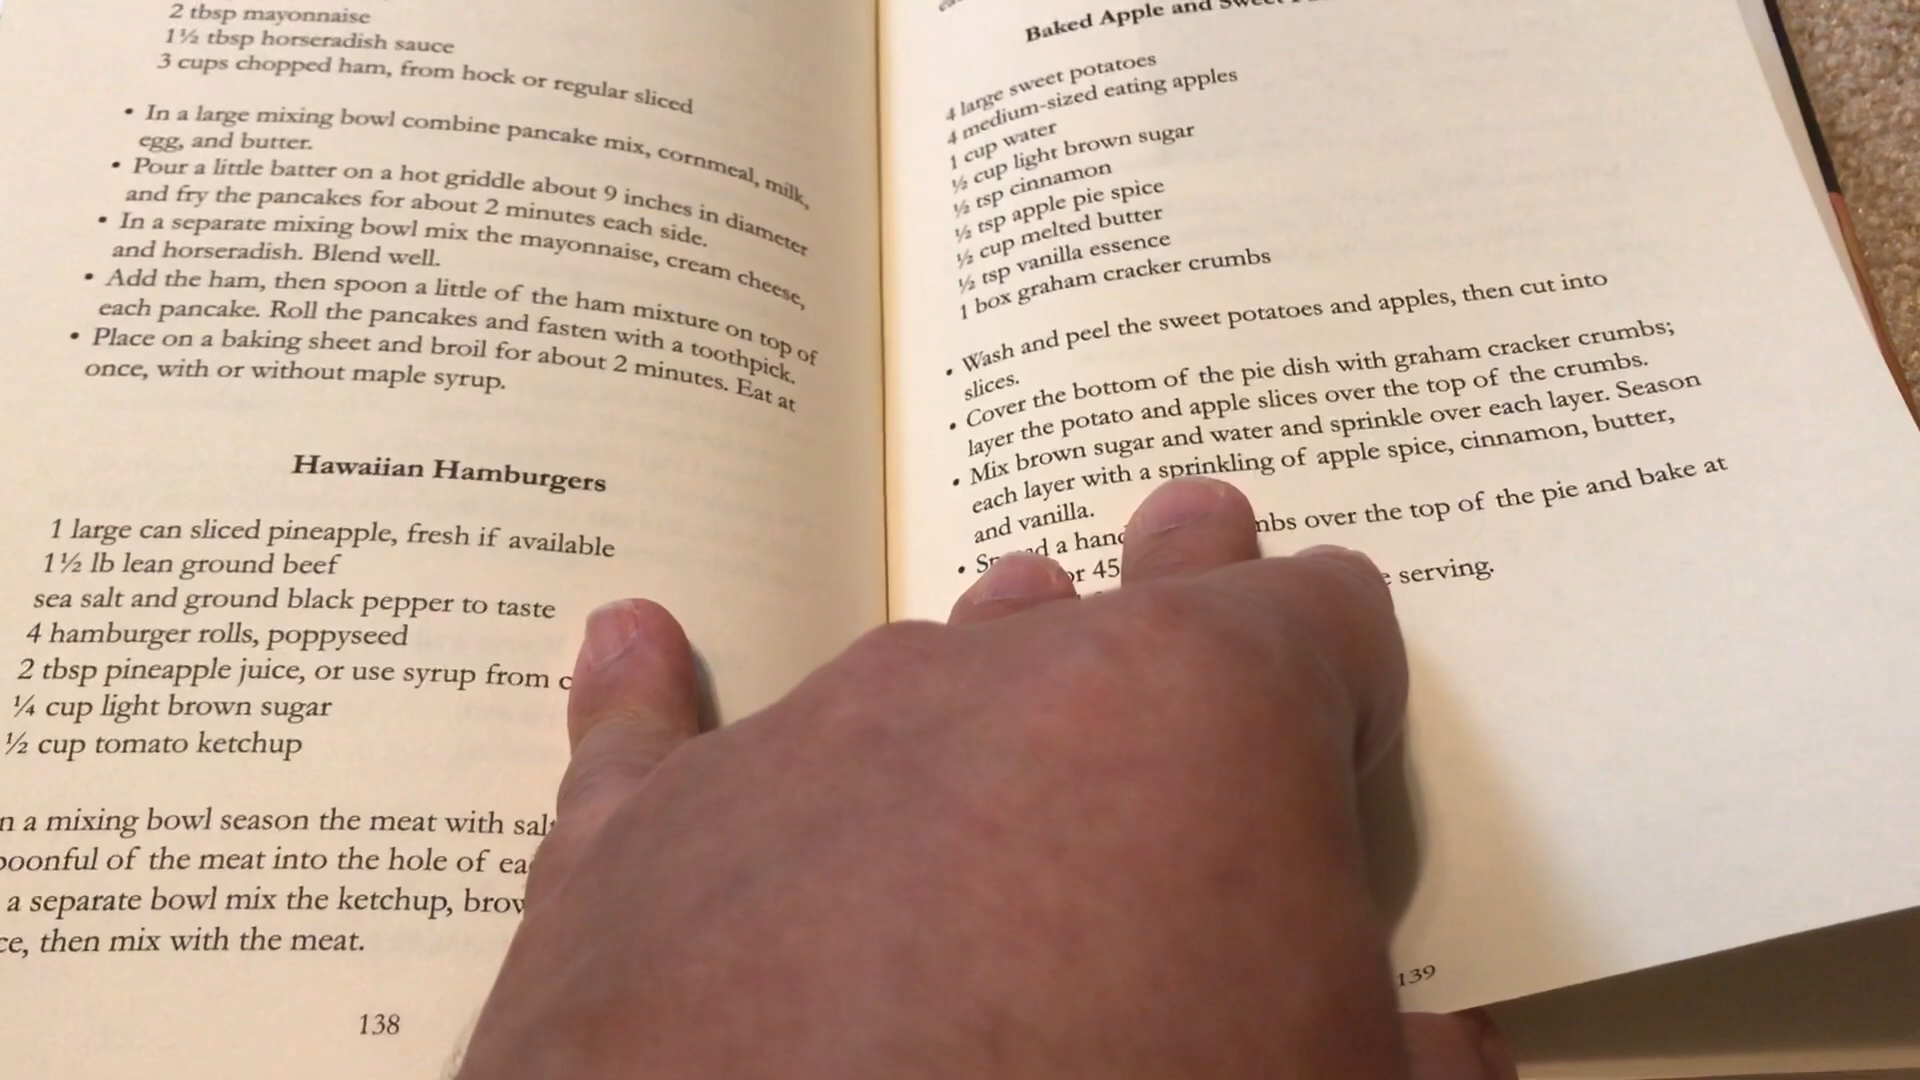 2 tbsp mayonnaise
1½ tbsp horseradish sauce
3 cups chopped ham, from hock or regular sliced
• In a large mixing bowl combine pancake mix, cornmeal, milk,
egg, and butter.
• Pour a little batter on a hot griddle about 9 inches in diameter
and fry the pancakes for about 2 minutes each side.
• In a separate mixing bowl mix the mayonnaise, cream cheese,
and horseradish. Blend well.
• Add the ham, then spoon a little of the ham mixture on top of
each pancake. Roll the pancakes and fasten with a toothpick.
• Place on a baking sheet and broil for about 2 minutes. Eat at
once, with or without maple syrup.
Hawaiian Hamburgers
1 large can sliced pineapple, fresh if available
1½ lb lean ground beef
sea salt and ground black pepper to taste
4 hamburger rolls, poppyseed
2 tbsp pineapple juice, or use syrup from
¼ cup light brown sugar
½ cup tomato ketchup
a mixing bowl season the meat with
of the meat into the hole of
a separate bowl mix the ketchup,
then mix with the meat.
138
Baked Apple and Sweet
4 large sweet potatoes
4 medium-sized eating apples
1 cup water
½ cup light brown sugar
½ tsp cinnamon
½ tsp apple pie spice
½ cup melted butter
½ tsp vanilla essence
1 box graham cracker crumbs
• Wash and peel the sweet potatoes and apples, then cut into
slices.
• Cover the bottom of the pie dish with graham cracker crumbs;
layer the potato and apple slices over the top of the crumbs.
• Mix brown sugar and water and sprinkle over each layer. Season
each layer with a sprinkling of apple spice, cinnamon, butter,
and vanilla.
• a over the top of the pie and bake at
45 serving.
139